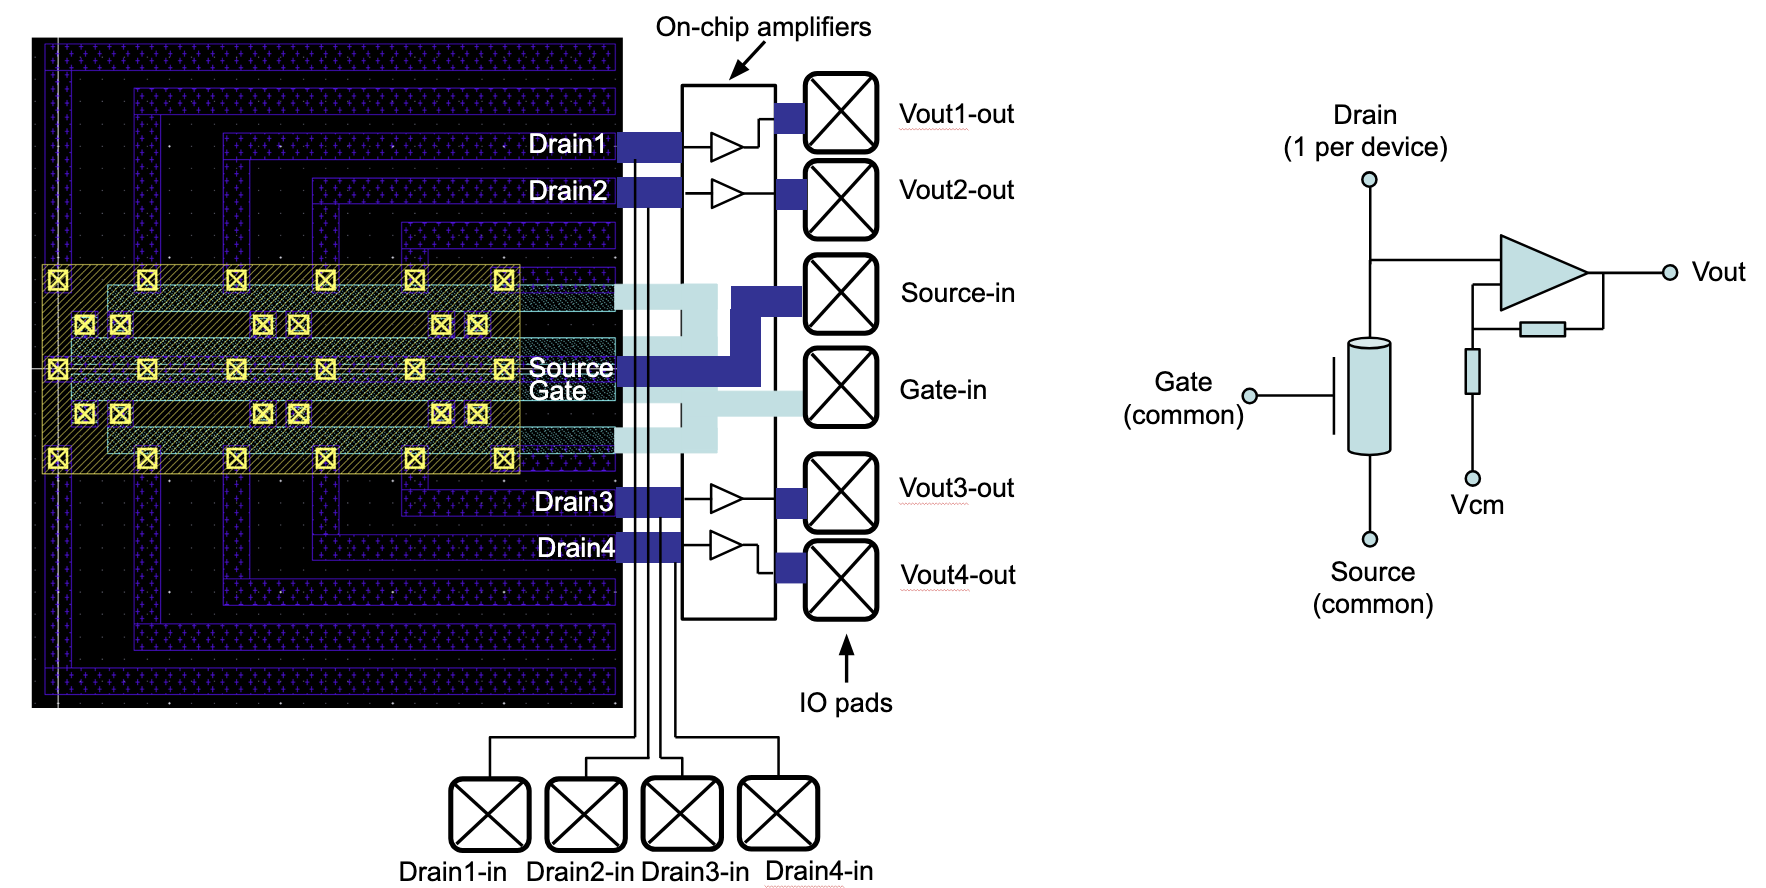 On-chip amplifiers
Drain1
Drain2
Source
Gate
Drain3
Drain4
Vout1-out
Vout2-out
Source-in
Gate-in
Vout3-out
Vout4-out
IO pads
Drain1-in
Drain2-in
Drain3-in
Drain4-in
Drain
(1 per device)
Vout
Gate
(common)
Vcm
Source
(common)